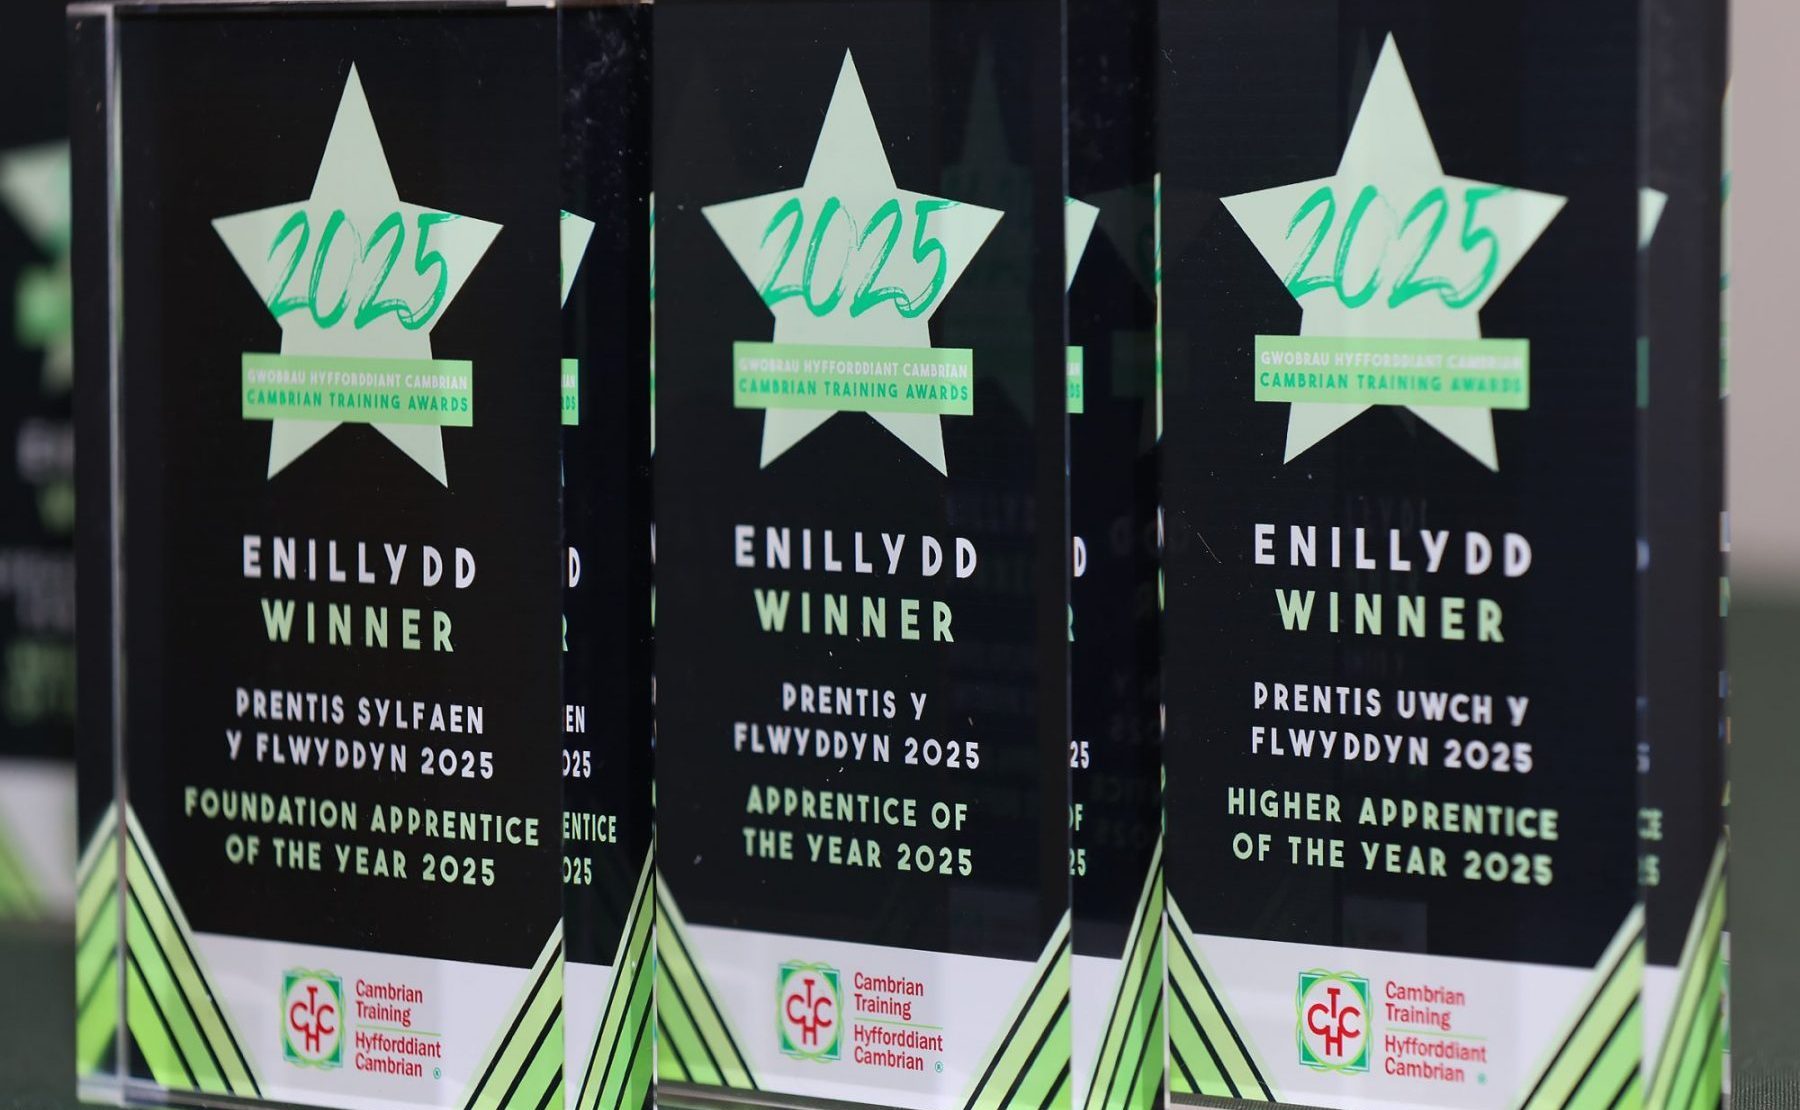 2025
GWOBRAU HYFFORDDIANT CAMBRIAN
CAMBRIAN TRAINING AWARDS
ENILLYDD
WINNER
PRENTIS SYLFAEN
Y FLWYDDYN 2025
FOUNDATION APPRENTICE
OF THE YEAR 2025
CTCH
Cambrian
Training
Hyfforddiant
Cambrian
2025
GWOBRAU HYFFORDDIANT CAMBRIAN
CAMBRIAN TRAINING AWARDS
ENILLYDD
WINNER
PRENTIS Y
FLWYDDYN 2025
APPRENTICE OF
THE YEAR 2025
CTCH
Cambrian
Training
Hyfforddiant
Cambrian
2025
GWOBRAU HYFFORDDIANT CAMBRIAN
CAMBRIAN TRAINING AWARDS
ENILLYDD
WINNER
PRENTIS UWCH Y
FLWYDDYN 2025
HIGHER APPRENTICE
OF THE YEAR 2025
CTCH
Cambrian
Training
Hyfforddiant
Cambrian